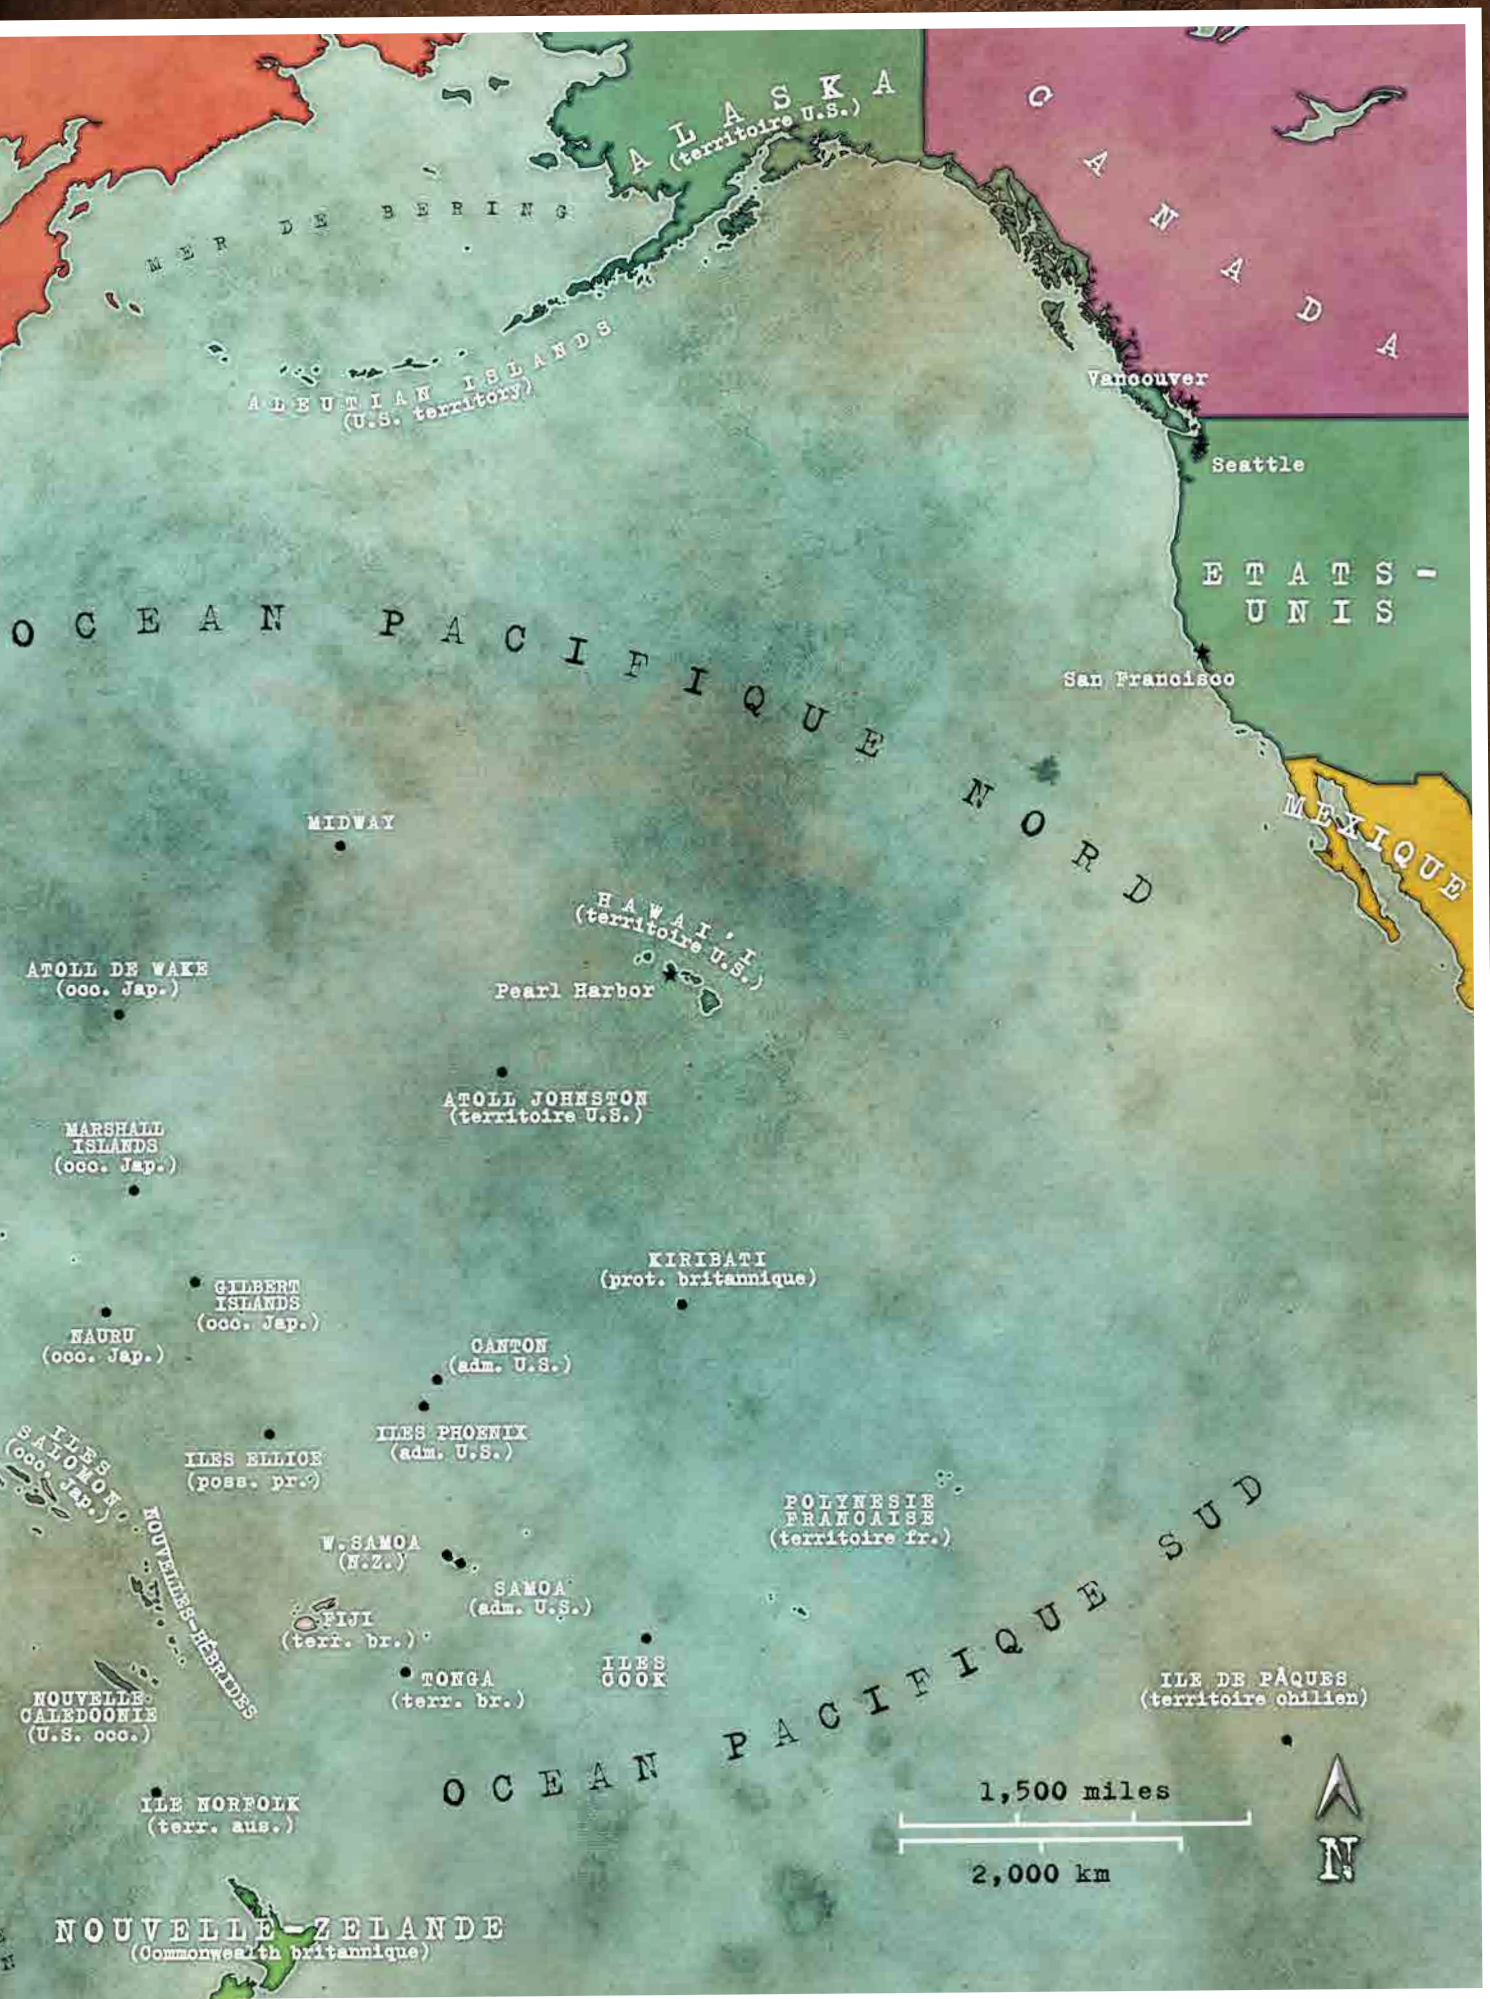 ALASKA
(territoire U.S.)
CANADA
MER DE BERING
ALEUTIAN ISLANDS
(U.S. territory)
Vancouver
Seattle
ETATS-
UNIS
OCEAN PACIFIQUE NORD
San Francisco
MEXIQUE
MIDWAY
HAWAI'I
(territoire U.S.)
ATOLL DE WAKE
(occ. Jap.)
Pearl Harbor
ATOLL JOHNSTON
(territoire U.S.)
MARSHALL
ISLANDS
(occ. Jap.)
KIRIBATI
(prot. britannique)
GILBERT
ISLANDS
(occ. Jap.)
NAURU
(occ. Jap.)
CANTON
(adm. U.S.)
ILES PHOENIX
(adm. U.S.)
ILES
SALOMON
(occ. Jap.)
ILES ELLICE
(poss. pr.)
POLYNESIE
FRANCAISE
(territoire fr.)
NOUVELLES-HÉBRIDES
W.SAMOA
(N.Z.)
SAMOA
(adm. U.S.)
FIJI
(terr. br.)
ILES
COOK
TONGA
(terr. br.)
ILE DE PÂQUES
(territoire chilien)
NOUVELLE
CALEDOONIE
(U.S. occ.)
OCEAN PACIFIQUE SUD
ILE NORFOLK
(terr. aus.)
1,500 miles
2,000 km
N
NOUVELLE-ZELANDE
(Commonwealth britannique)